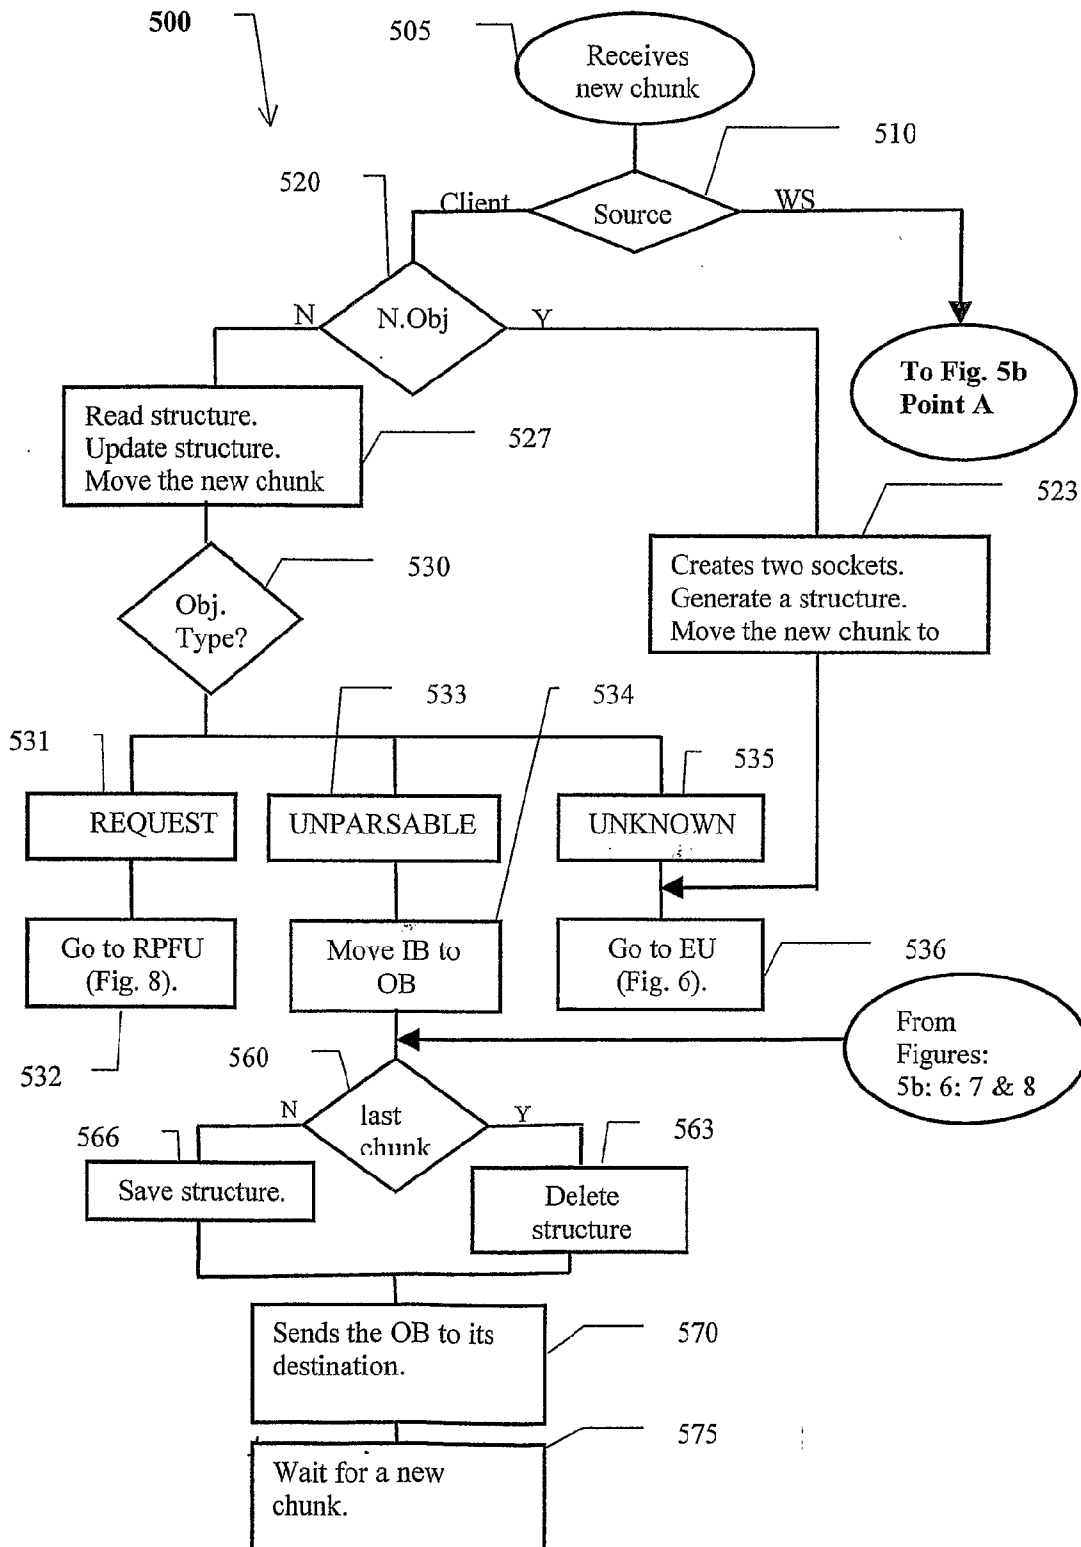 500
505
Receives
new chunk
510
520
Client
Source
WS
N
N.Obj
Y
To Fig. 5b
Point A
Read structure.
Update structure.
Move the new chunk
527
523
530
Creates two sockets.
Generate a structure.
Move the new chunk to
Obj.
Type?
533
534
531
535
REQUEST
UNPARSABLE
UNKNOWN
Go to RPFU
(Fig. 8).
Move IB to
OB
Go to EU
(Fig. 6).
536
From
Figures:
5b: 6: 7 & 8
532
560
N
last
chunk
Y
566
563
Save structure.
Delete
structure
Sends the OB to its
destination.
570
575
Wait for a new
chunk.